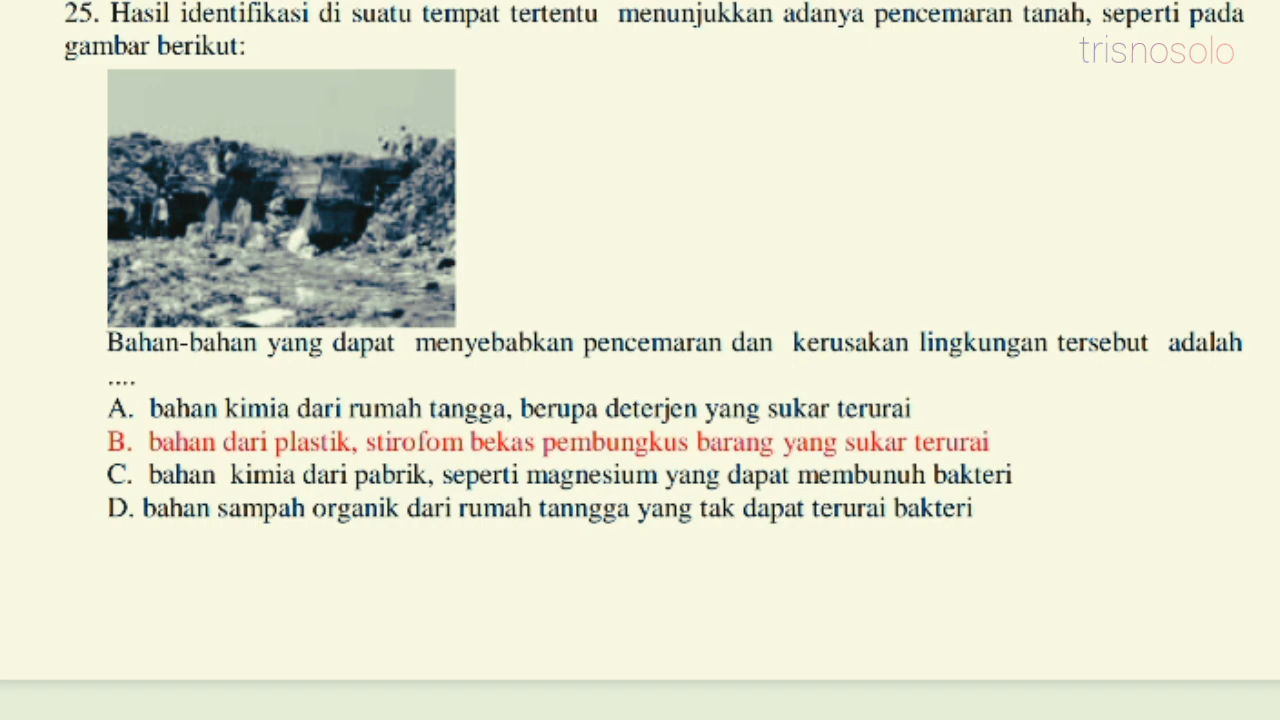 25. Hasil identifikasi di suatu tempat tertentu menunjukkan adanya pencemaran tanah, seperti pada
gambar berikut:
trisnosolo
Bahan-bahan yang dapat menyebabkan pencemaran dan kerusakan lingkungan tersebut adalah
....
A. bahan kimia dari rumah tangga, berupa deterjen yang sukar terurai
B. bahan dari plastik, stirofom bekas pembungkus barang yang sukar terurai
C. bahan kimia dari pabrik, seperti magnesium yang dapat membunuh bakteri
D. bahan sampah organik dari rumah tanngga yang tak dapat terurai bakteri